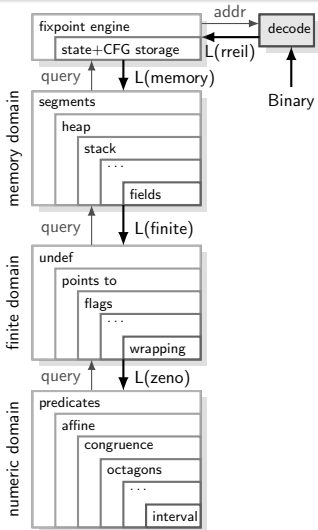 addr
fixpoint engine
decode
state+CFG storage
L(rreil)
query
L(memory)
Binary
memory domain
segments
heap
stack
...
fields
query
L(finite)
finite domain
undef
points to
flags
...
wrapping
query
L(zeno)
numeric domain
predicates
affine
congruence
octagons
...
interval